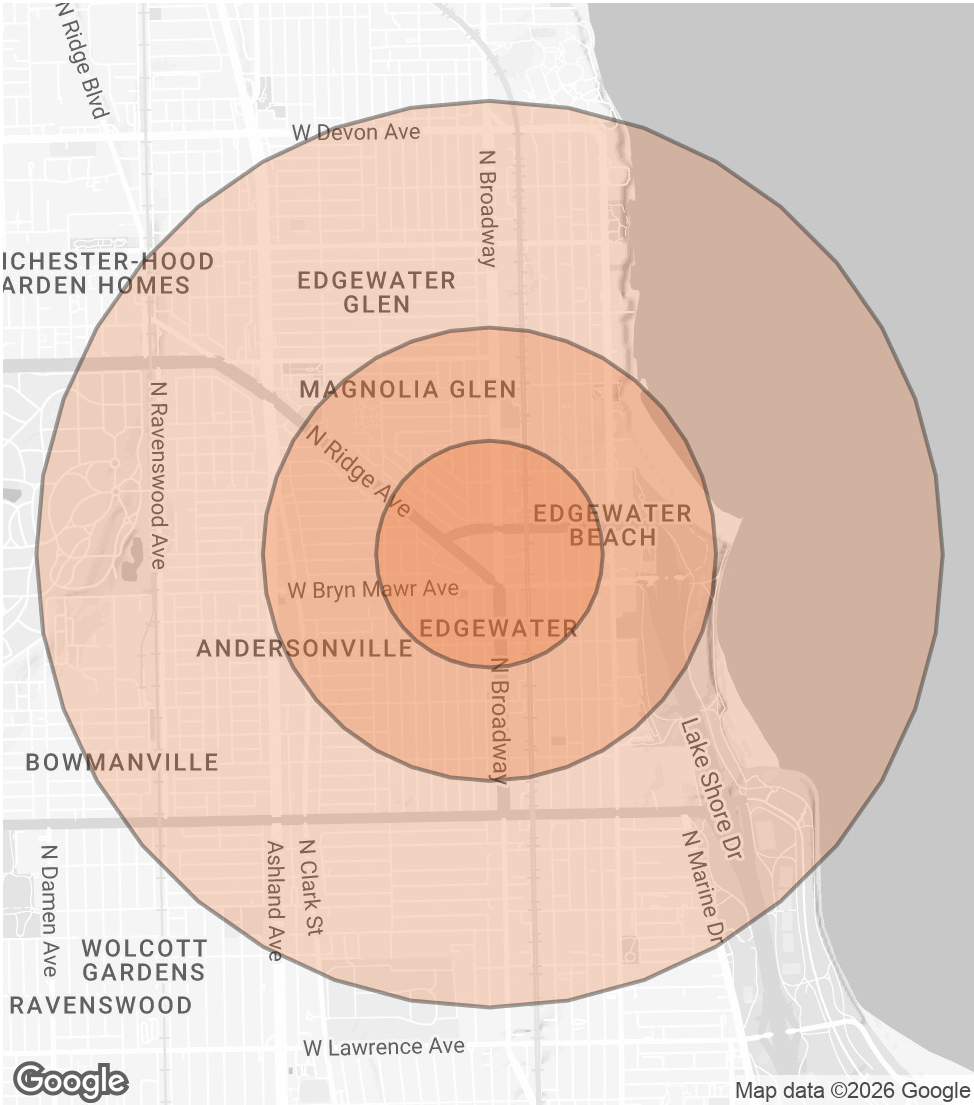 N Ridge Blvd
W Devon Ave
N Broadway
ICHESTER-HOOD
ARDEN HOMES
EDGEWATER
GLEN
MAGNOLIA GLEN
N Ravenswood Ave
N Ridge Ave
EDGEWATER
BEACH
W Bryn Mawr Ave
EDGEWATER
ANDERSONVILLE
N Broadway
BOWMANVILLE
Lake Shore Dr
N Marine Dr
N Damen Ave
Ashland Ave
N Clark St
WOLCOTT
GARDENS
RAVENSWOOD
W Lawrence Ave
Google
Map data ©2026 Google